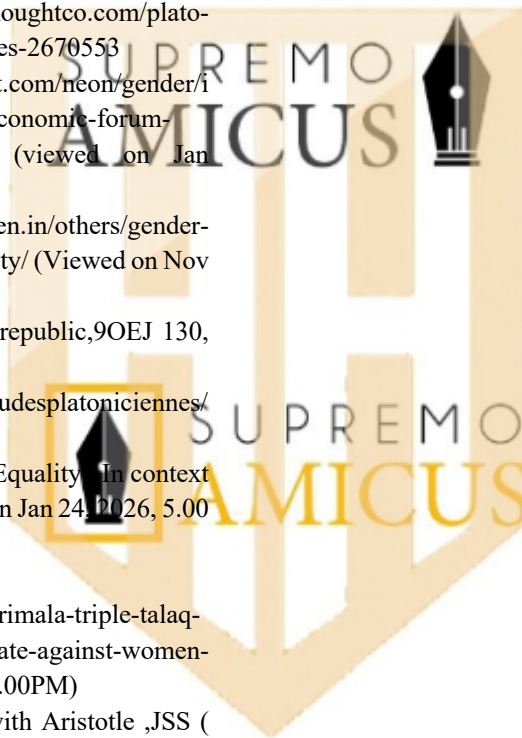 oughtco.com/plato-
es-2670553
SUPREMO
AMICUS
t.com/neon/gender/i
conomic-forum-
(viewed on Jan
en.in/others/gender-
ty/ (Viewed on Nov
republic,9OEJ 130,
udesplatoniciennes/
SUPREMO
AMICUS
Equality In context
n Jan 24, 2026, 5.00
rimala-triple-talaq-
ate-against-women-
.00PM)
with Aristotle ,JSS (